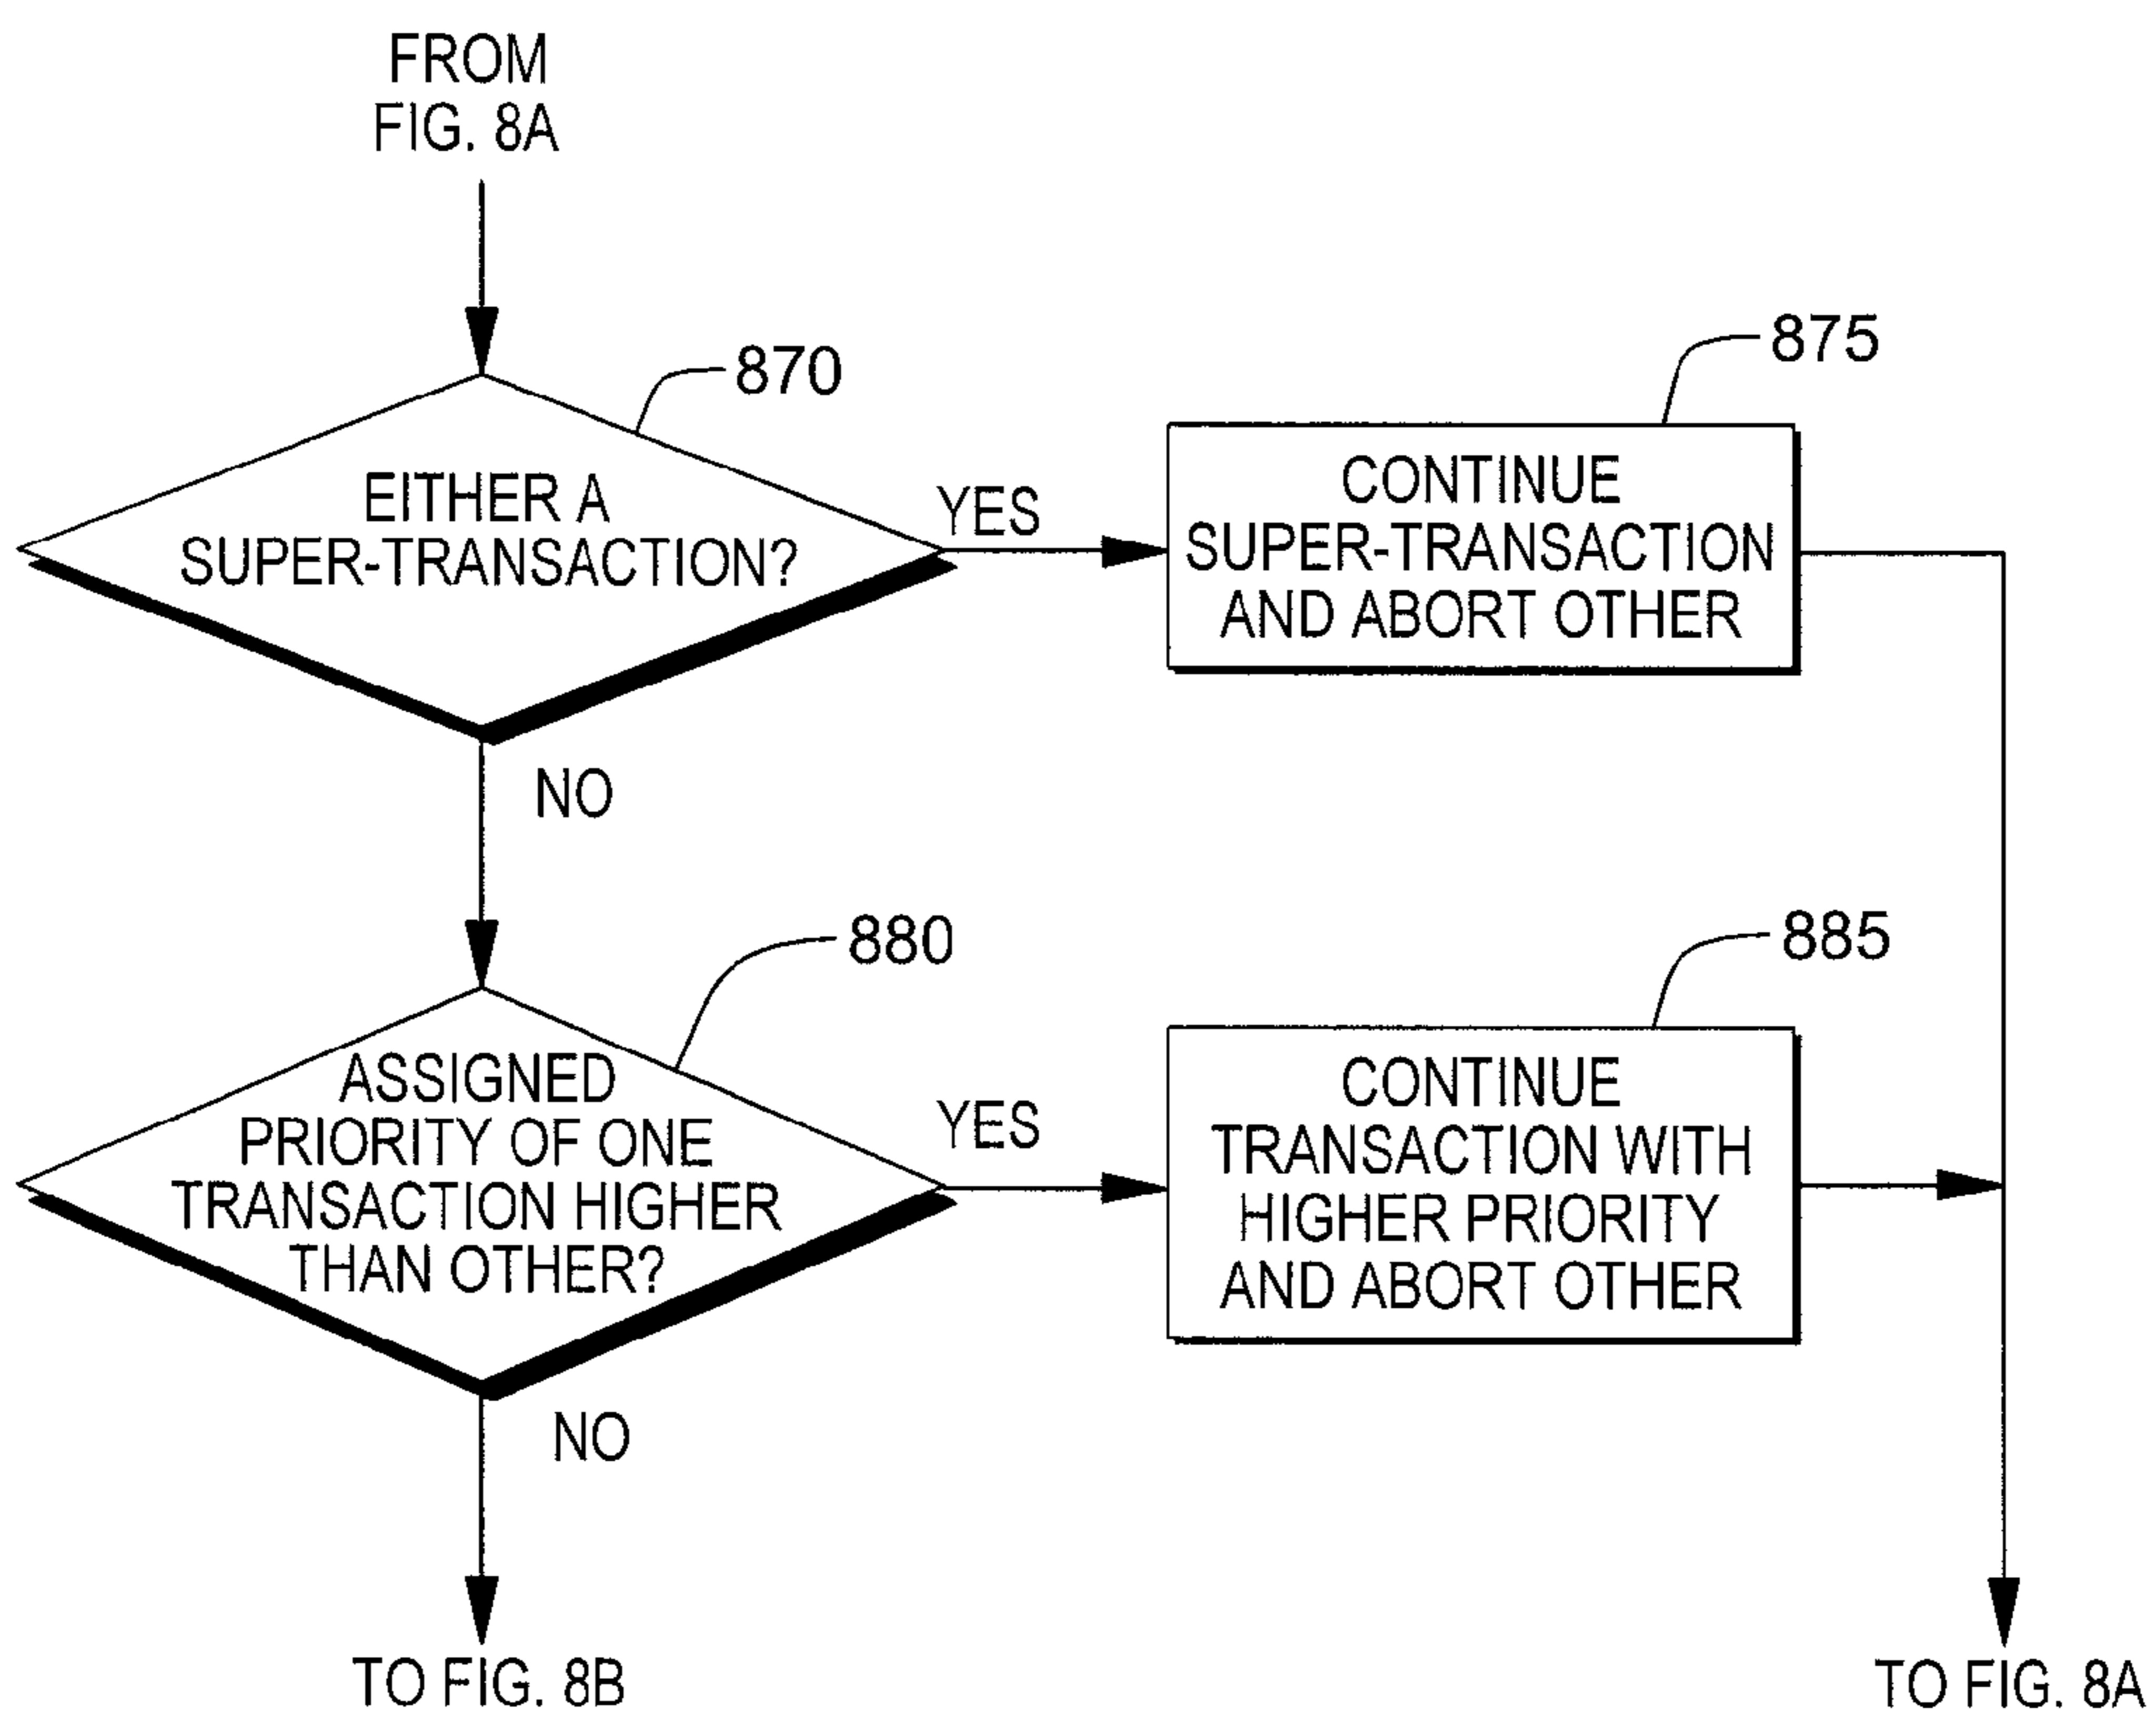 FROM
FIG. 8A
870
EITHER A
SUPER-TRANSACTION?
YES
875
CONTINUE
SUPER-TRANSACTION
AND ABORT OTHER
NO
880
ASSIGNED
PRIORITY OF ONE
TRANSACTION HIGHER
THAN OTHER?
YES
885
CONTINUE
TRANSACTION WITH
HIGHER PRIORITY
AND ABORT OTHER
NO
TO FIG. 8B
TO FIG. 8A